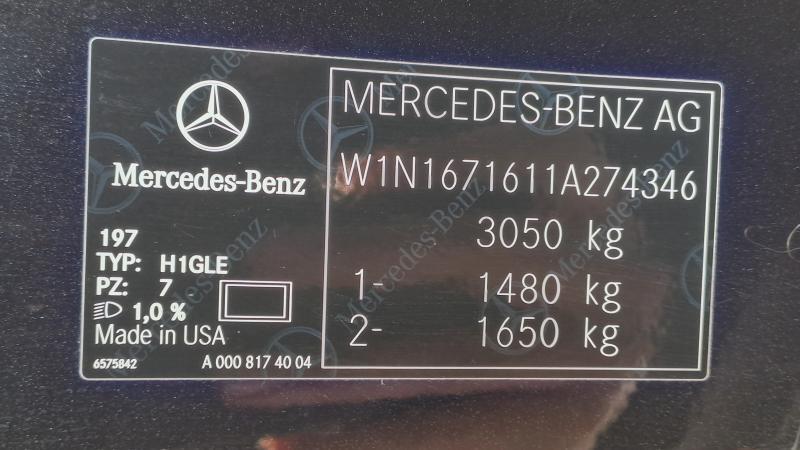 Mercedes-Benz
197
TYP: H1GLE
PZ: 7
1,0 %
Made in USA
6575842 A 000 817 40 04
MERCEDES-BENZ AG
W1N1671611A274346
3050 kg
1- 1480 kg
2- 1650 kg